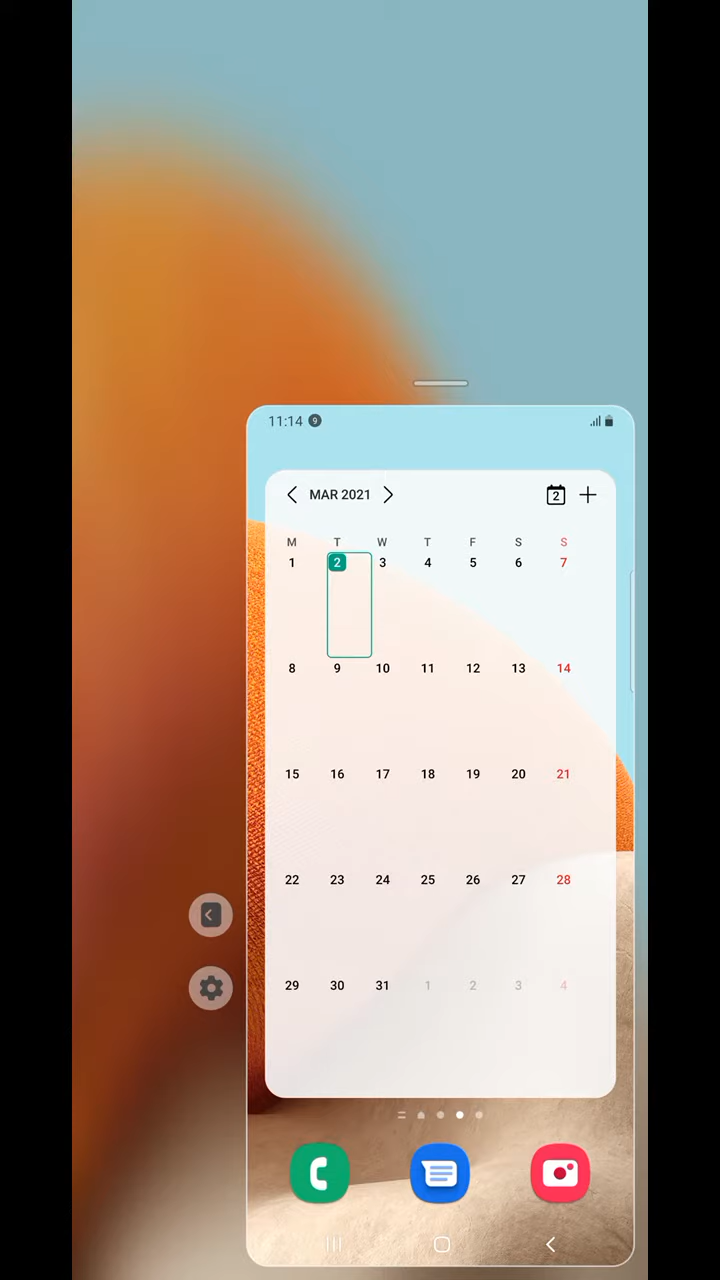 11:14 9
MAR 2021 2
M T W T F S S
1 2 3 4 5 6 7
8 9 10 11 12 13 14
15 16 17 18 19 20 21
22 23 24 25 26 27 28
29 30 31 1 2 3 4